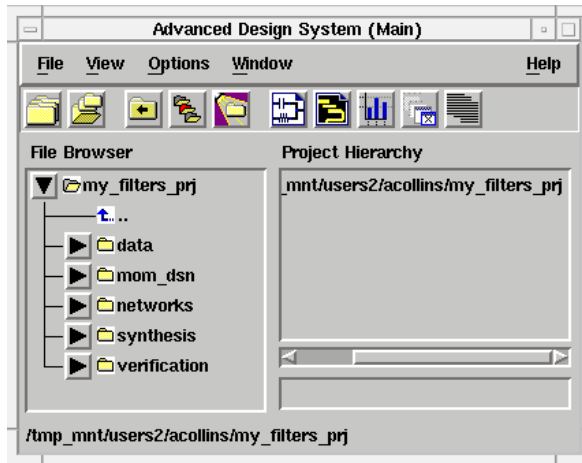 Advanced Design System (Main)
File View Options Window Help
File Browser
Project Hierarchy
my_filters_prj
..
data
mom_dsn
networks
synthesis
verification
_mnt/users2/acollins/my_filters_prj
/tmp_mnt/users2/acollins/my_filters_prj